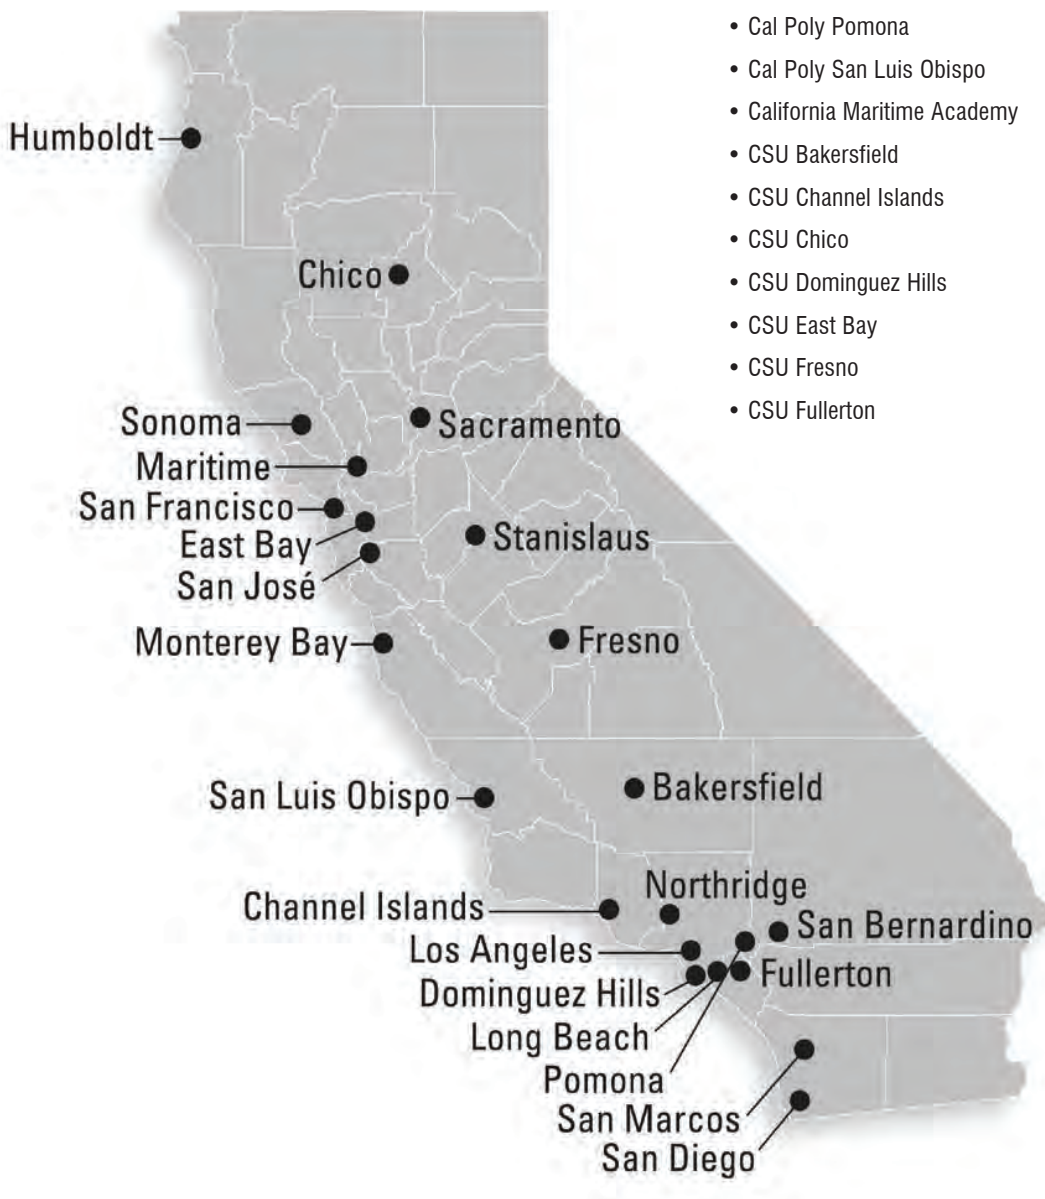 • Cal Poly Pomona
• Cal Poly San Luis Obispo
• California Maritime Academy
• CSU Bakersfield
• CSU Channel Islands
• CSU Chico
• CSU Dominguez Hills
• CSU East Bay
• CSU Fresno
• CSU Fullerton
Humboldt
Chico
Sonoma
Sacramento
Maritime
San Francisco
East Bay
Stanislaus
San José
Monterey Bay
Fresno
San Luis Obispo
Bakersfield
Northridge
Channel Islands
San Bernardino
Los Angeles
Fullerton
Dominguez Hills
Long Beach
Pomona
San Marcos
San Diego